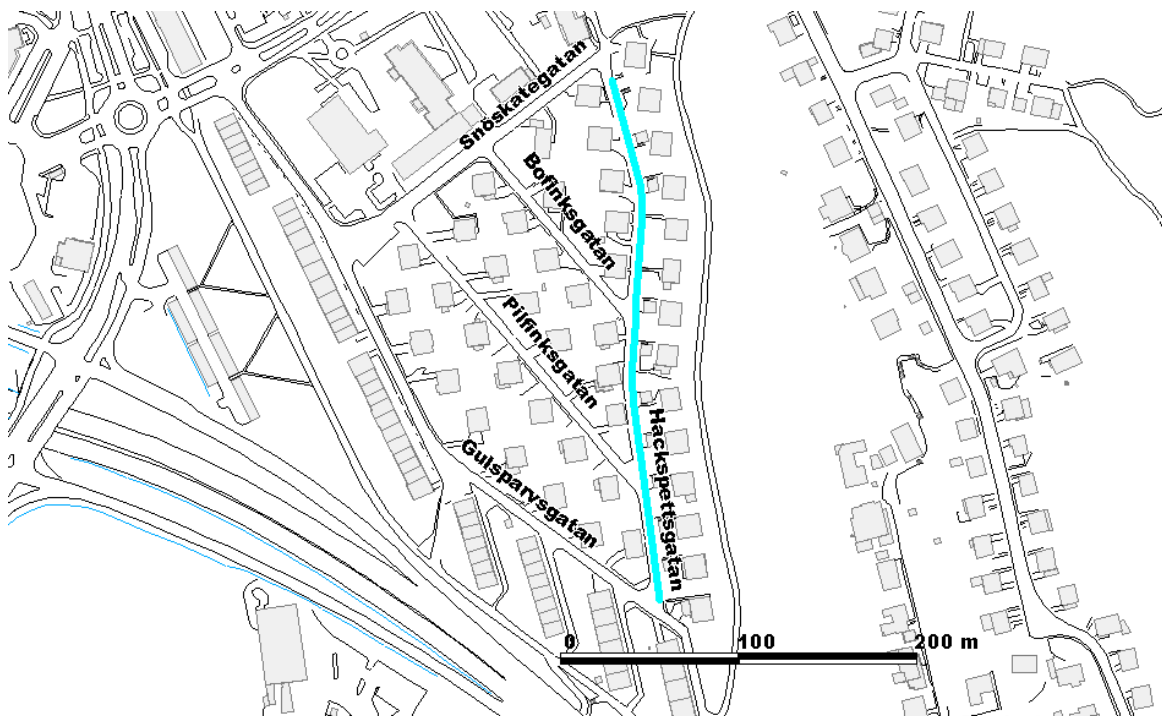 Snöskategatan
Bofinksgatan
Pilfinksgatan
Gulsparvsgatan
Hackspettsgatan
0 100 200 m